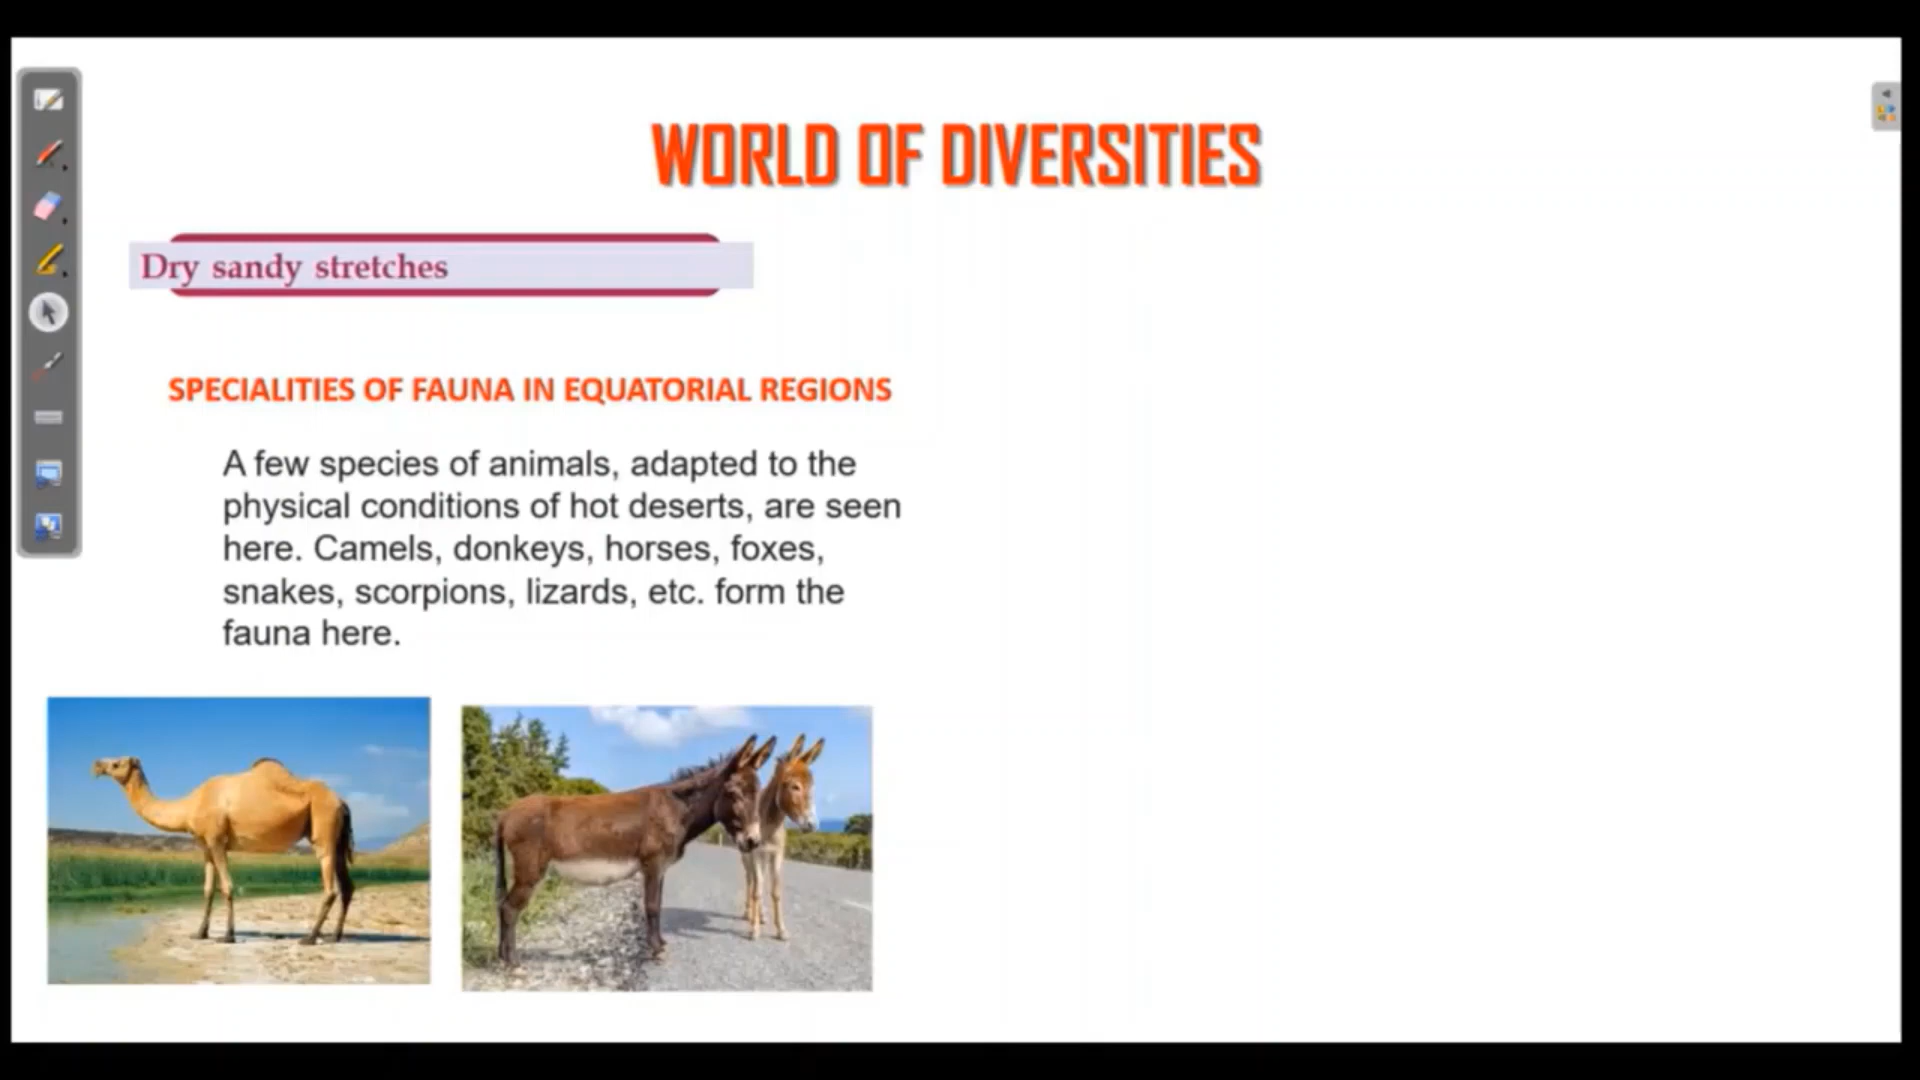 WORLD OF DIVERSITIES
Dry sandy stretches
SPECIALITIES OF FAUNA IN EQUATORIAL REGIONS
A few species of animals, adapted to the
physical conditions of hot deserts, are seen
here. Camels, donkeys, horses, foxes,
snakes, scorpions, lizards, etc. form the
fauna here.